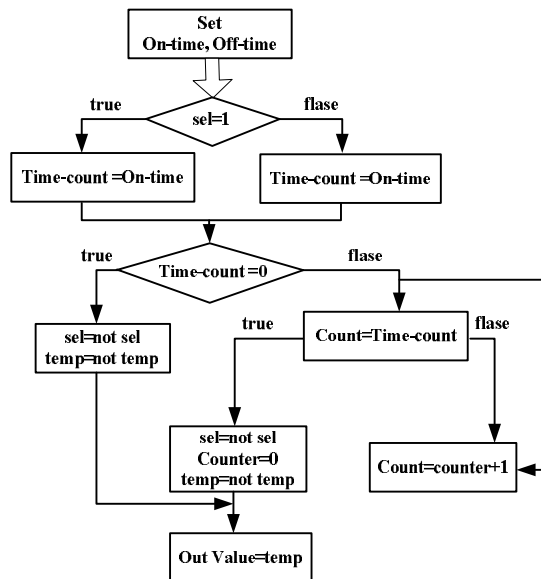 Set
On-time, Off-time
true
flase
sel=1
Time-count =On-time
Time-count =On-time
true
flase
Time-count =0
sel=not sel
temp=not temp
true
Count=Time-count
flase
sel=not sel
Counter=0
temp=not temp
Count=counter+1
Out Value=temp